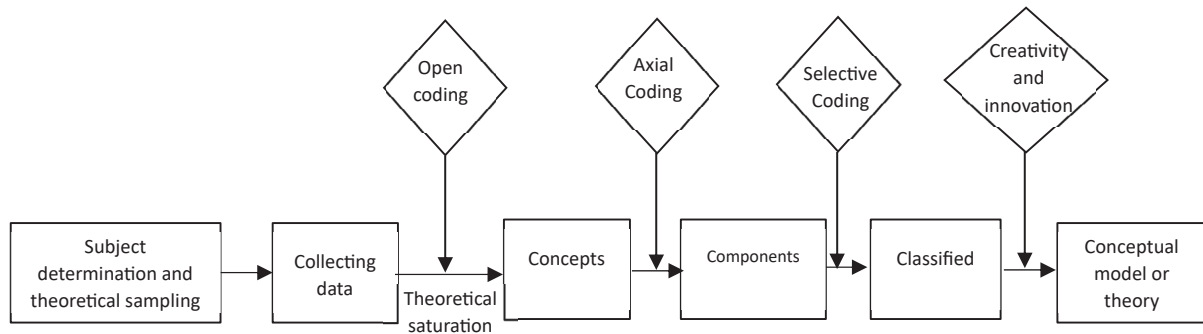 Open
coding
Axial
Coding
Selective
Coding
Creativity
and
innovation
Subject
determination and
theoretical sampling
Collecting
data
Theoretical
saturation
Concepts
Components
Classified
Conceptual
model or
theory